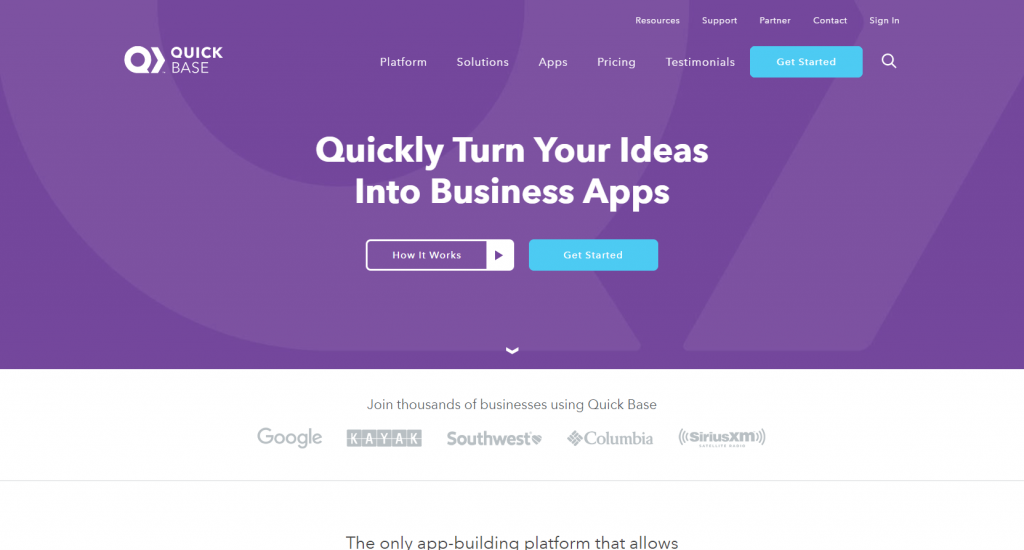 Resources Support Partner Contact Sign In
QUICK
BASE
Platform Solutions Apps Pricing Testimonials Get Started
Quickly Turn Your Ideas
Into Business Apps
How It Works Get Started
Join thousands of businesses using Quick Base
Google KAYAK Southwest Columbia SiriusXM
SATELLITE RADIO
The only app-building platform that allows